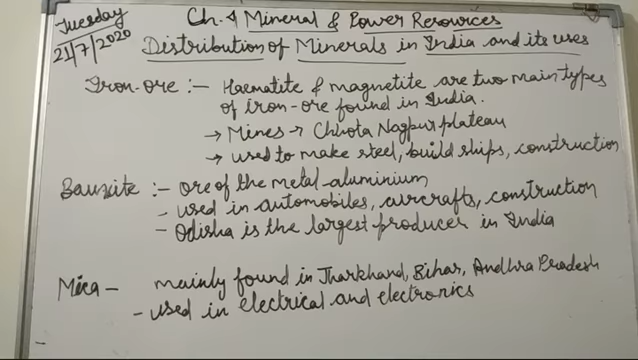 Tuesday
21/7/2020
Ch. 4 Mineral & Power Resources
Distribution of Minerals in India and its uses
Iron-ore :- Haematite & magnetite are two main types
of iron-ore found in India.
→ Mines → Chhota Nagpur plateau
→ used to make steel, build ships, construction
Bauxite :- Ore of the metal-aluminium
- used in automobiles, aircrafts, construction
- Odisha is the largest producer in India
Mica - mainly found in Jharkhand, Bihar, Andhra Pradesh
- used in electrical and electronics